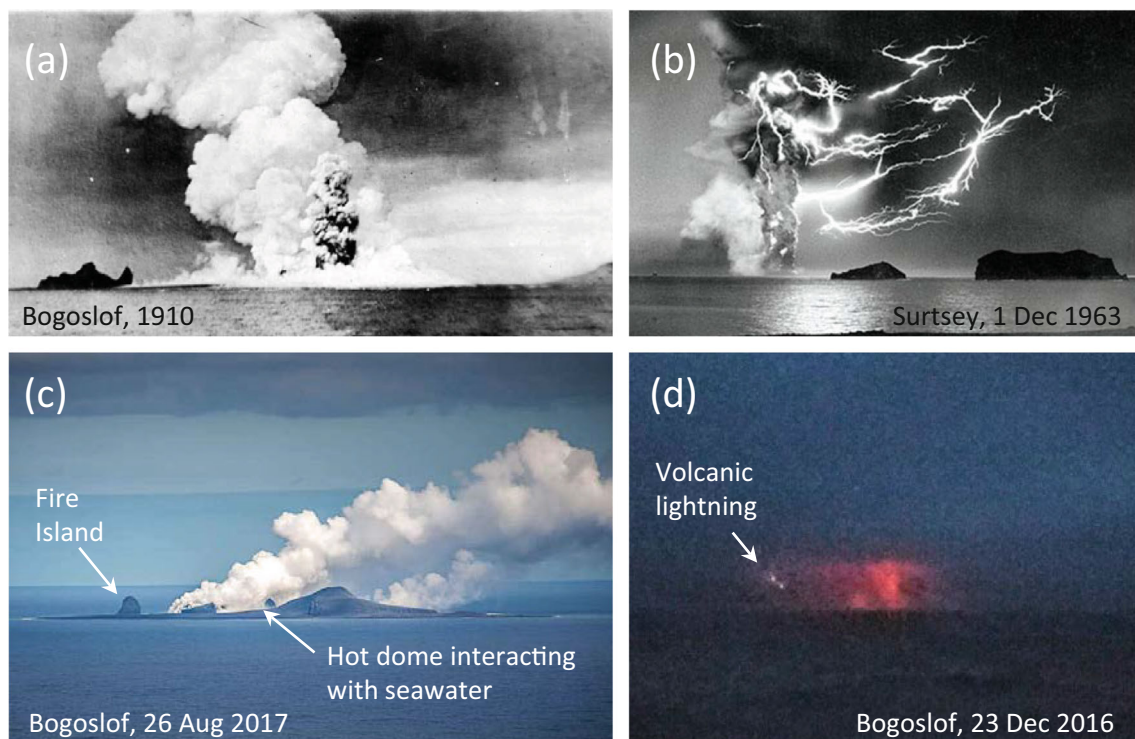 (a)
Bogoslof, 1910
(b)
Surtsey, 1 Dec 1963
(c)
Fire
Island
Hot dome interacting
with seawater
Bogoslof, 26 Aug 2017
(d)
Volcanic
lightning
Bogoslof, 23 Dec 2016